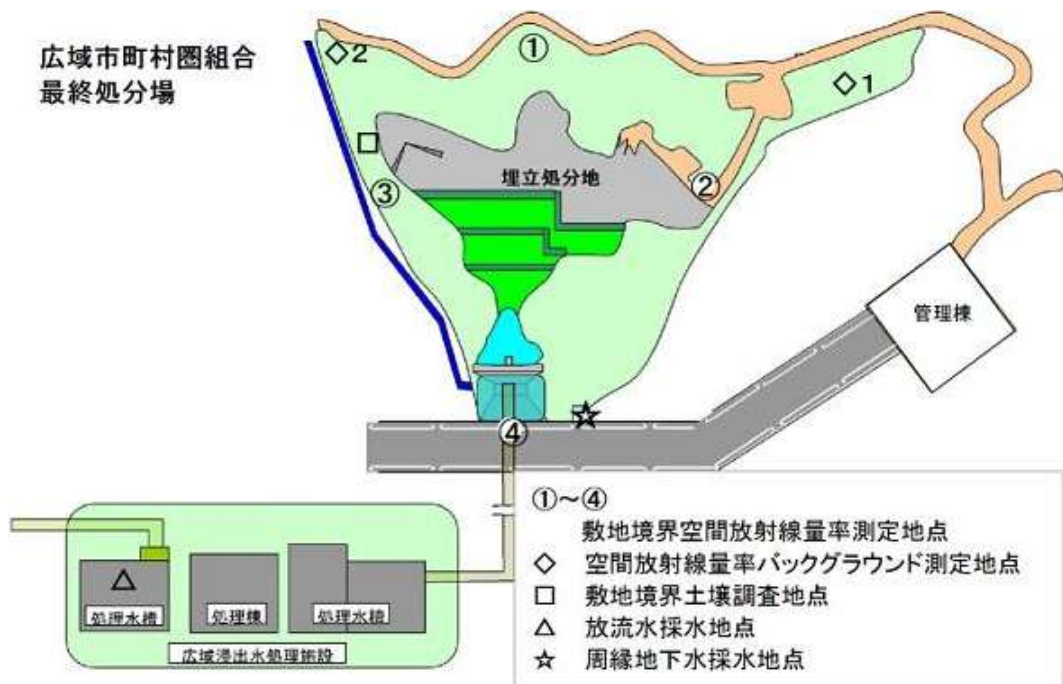 広域市町村圏組合
最終処分場
①
◇2
◇1
埋立処分地
②
③
管理棟
④
①~④
敷地境界空間放射線量率測定地点
◇ 空間放射線量率バックグラウンド測定地点
□ 敷地境界土壌調査地点
△ 放流水採水地点
☆ 周縁地下水採水地点
処理水槽
処理棟
処理水槽
広域浸出水処理施設